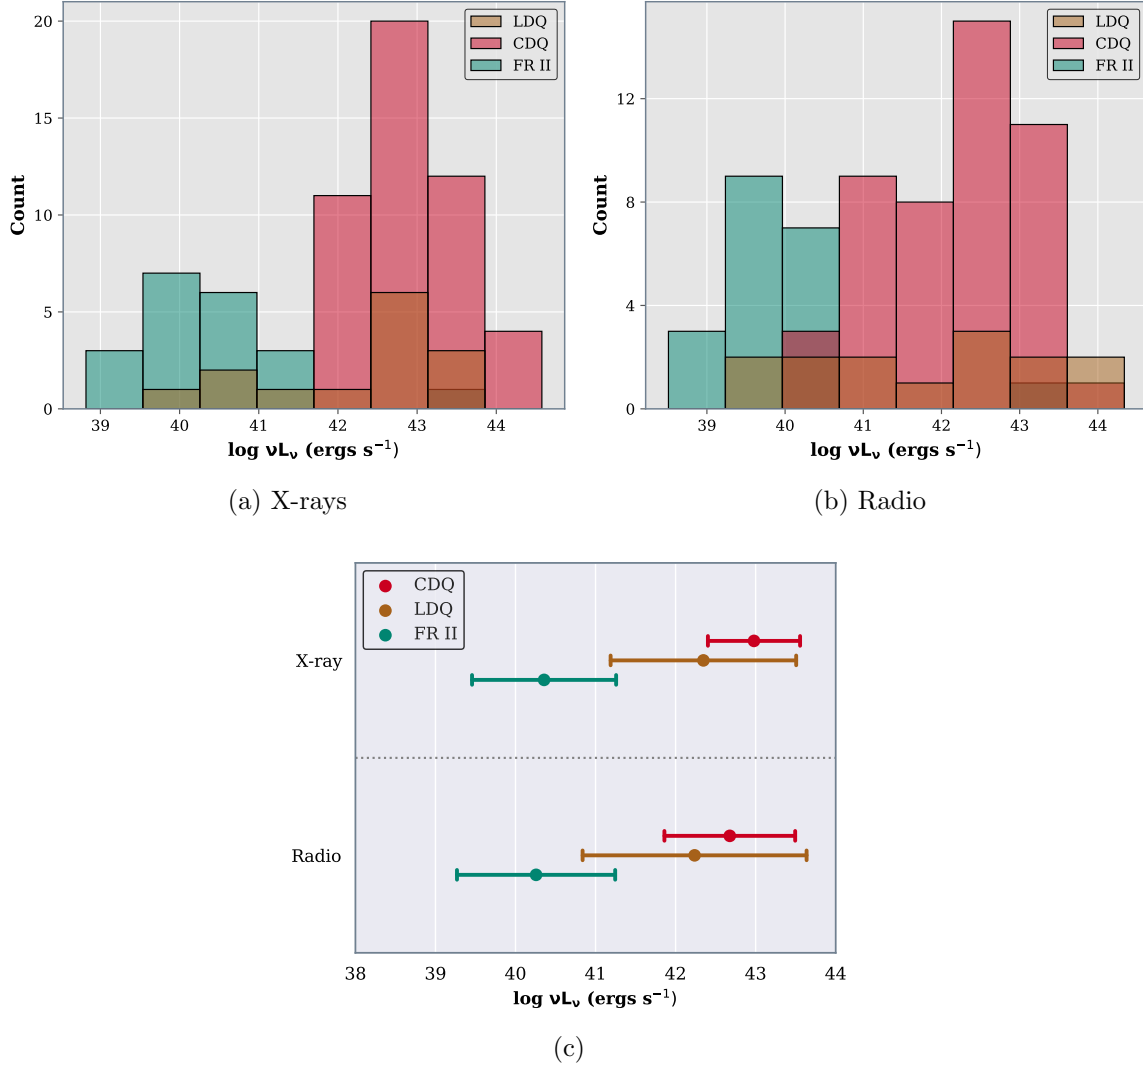 LDQ
CDQ
FR II
20
15
10
5
0
Count
39 40 41 42 43 44
log νLν (ergs s⁻¹)
(a) X-rays
LDQ
CDQ
FR II
12
8
4
0
Count
39 40 41 42 43 44
log νLν (ergs s⁻¹)
(b) Radio
CDQ
LDQ
FR II
X-ray
Radio
38 39 40 41 42 43 44
log νLν (ergs s⁻¹)
(c)